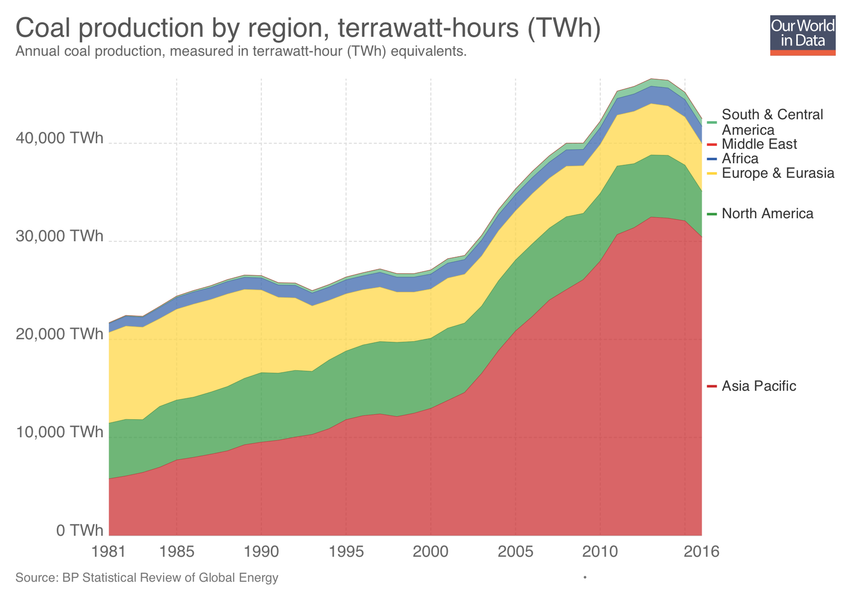 Coal production by region, terrawatt-hours (TWh)
Annual coal production, measured in terrawatt-hour (TWh) equivalents.
Our World
in Data
40,000 TWh
30,000 TWh
20,000 TWh
10,000 TWh
0 TWh
South & Central
America
Middle East
Africa
Europe & Eurasia
North America
Asia Pacific
1981 1985 1990 1995 2000 2005 2010 2016
Source: BP Statistical Review of Global Energy